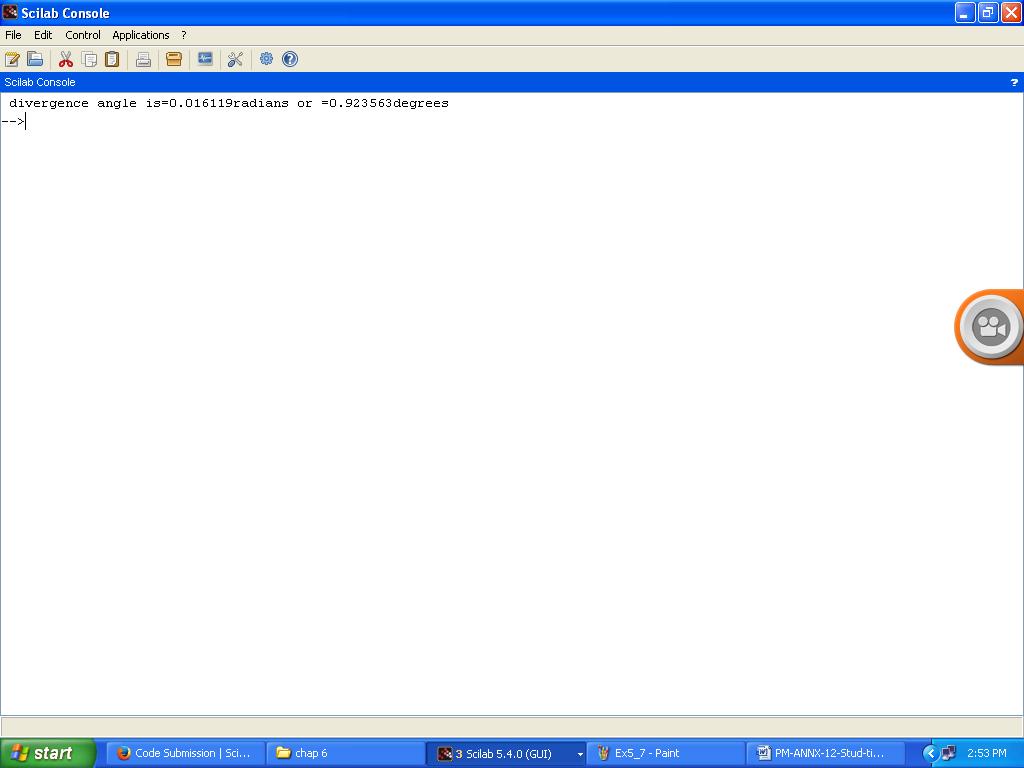 Scilab Console
File Edit Control Applications ?
Scilab Console ?
divergence angle is=0.016119radians or =0.923563degrees
-->
start Code Submission | Sci... chap 6 3 Scilab 5.4.0 (GUI) Ex5_7 - Paint PM-ANNX-12-Stud-ti... 2:53 PM